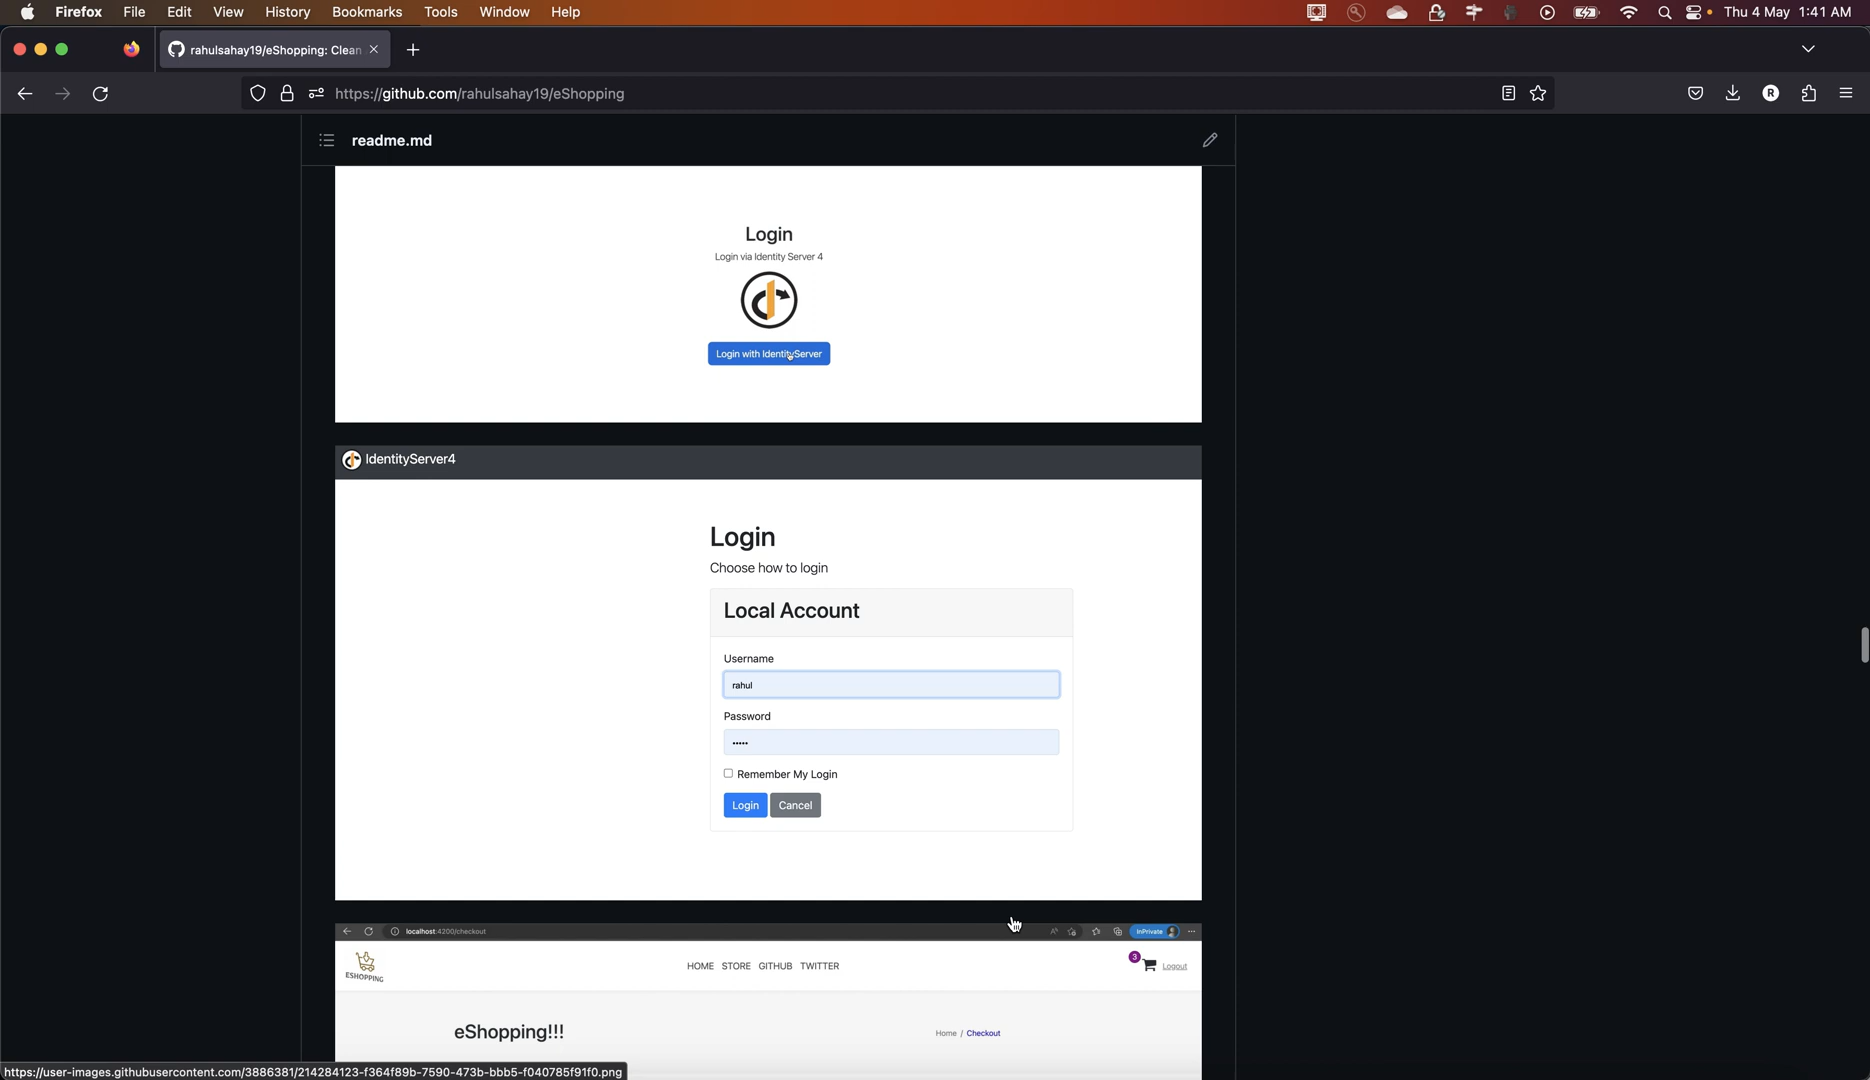 Firefox File Edit View History Bookmarks Tools Window Help Thu 4 May 1:41 AM
rahulsahay19/eShopping: Clean
https://github.com/rahulsahay19/eShopping R
readme.md
Login
Login via Identity Server 4
Login with IdentityServer
IdentityServer4
Login
Choose how to login
Local Account
Username
rahul
Password
•••••
Remember My Login
Login Cancel
localhost:4200/checkout InPrivate
ESHOPPING HOME STORE GITHUB TWITTER 3 Logout
eShopping!!! Home / Checkout
https://user-images.githubusercontent.com/3886381/214284123-f364f89b-7590-473b-bbb5-f040785f91f0.png